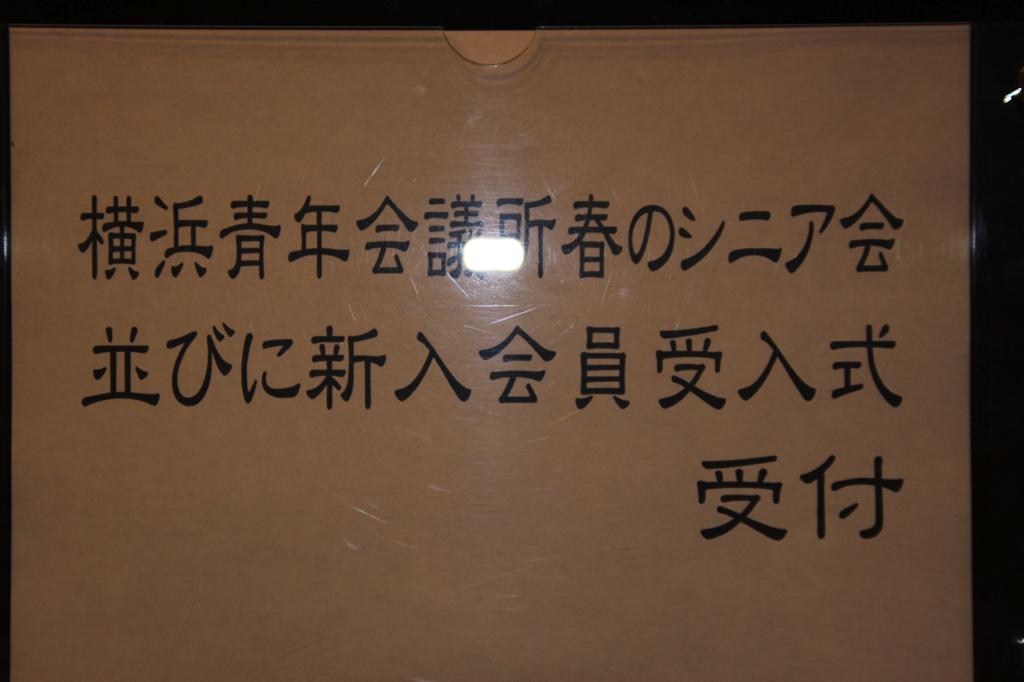 横浜青年会議所春のシニア会
並びに新入会員受入式
受付